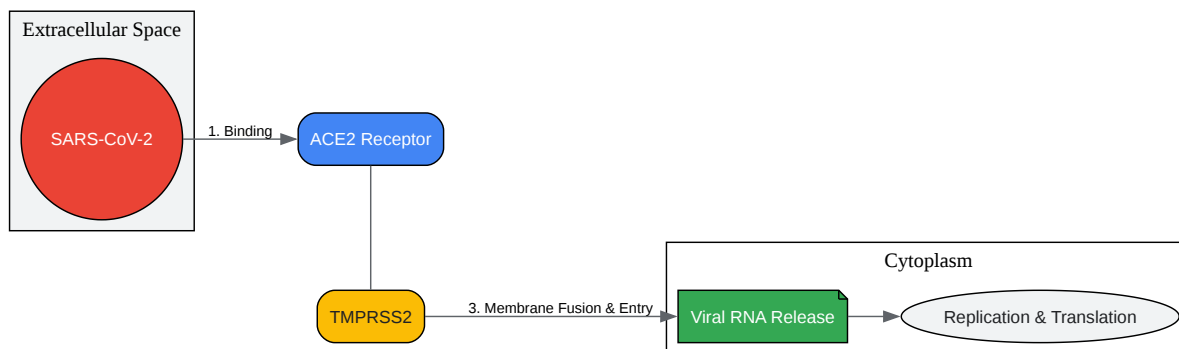 Extracellular Space
SARS-CoV-2
1. Binding
ACE2 Receptor
TMPRSS2
3. Membrane Fusion & Entry
Cytoplasm
Viral RNA Release
Replication & Translation